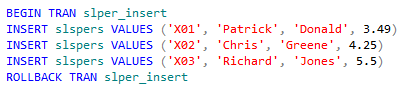 BEGIN TRAN slper_insert
INSERT slspers VALUES ('X01', 'Patrick', 'Donald', 3.49)
INSERT slspers VALUES ('X02', 'Chris', 'Greene', 4.25)
INSERT slspers VALUES ('X03', 'Richard', 'Jones', 5.5)
ROLLBACK TRAN slper_insert